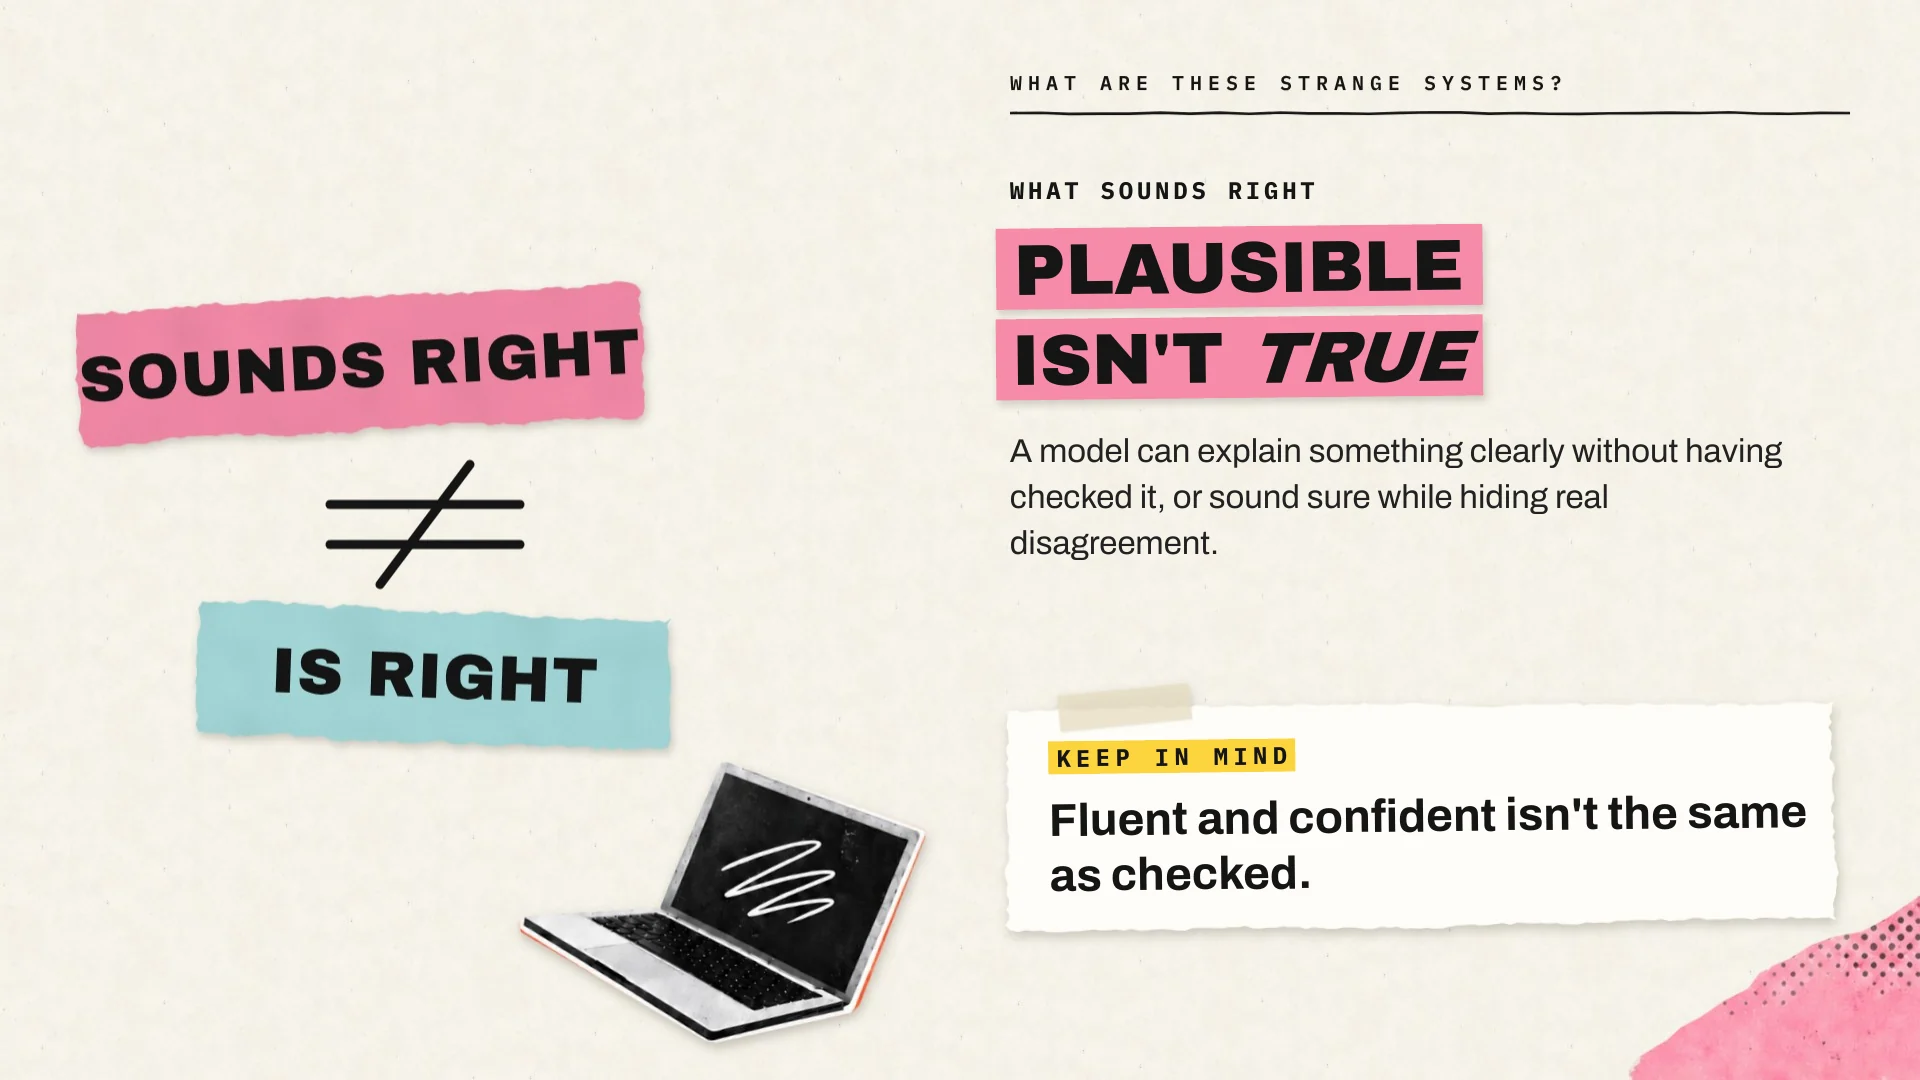 WHAT ARE THESE STRANGE SYSTEMS?
WHAT SOUNDS RIGHT
PLAUSIBLE
ISN'T TRUE
A model can explain something clearly without having
checked it, or sound sure while hiding real
disagreement.
SOUNDS RIGHT
≠
IS RIGHT
KEEP IN MIND
Fluent and confident isn't the same
as checked.